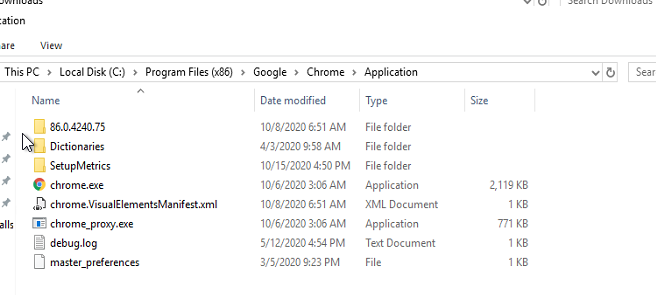 Search Downloads
View
This PC > Local Disk (C:) > Program Files (x86) > Google > Chrome > Application
Name Date modified Type Size
86.0.4240.75 10/8/2020 6:51 AM File folder
Dictionaries 4/3/2020 9:58 AM File folder
SetupMetrics 10/15/2020 4:50 PM File folder
chrome.exe 10/6/2020 3:06 AM Application 2,119 KB
chrome.VisualElementsManifest.xml 10/8/2020 6:51 AM XML Document 1 KB
chrome_proxy.exe 10/6/2020 3:06 AM Application 771 KB
debug.log 5/12/2020 4:54 PM Text Document 1 KB
master_preferences 3/5/2020 9:23 PM File 1 KB